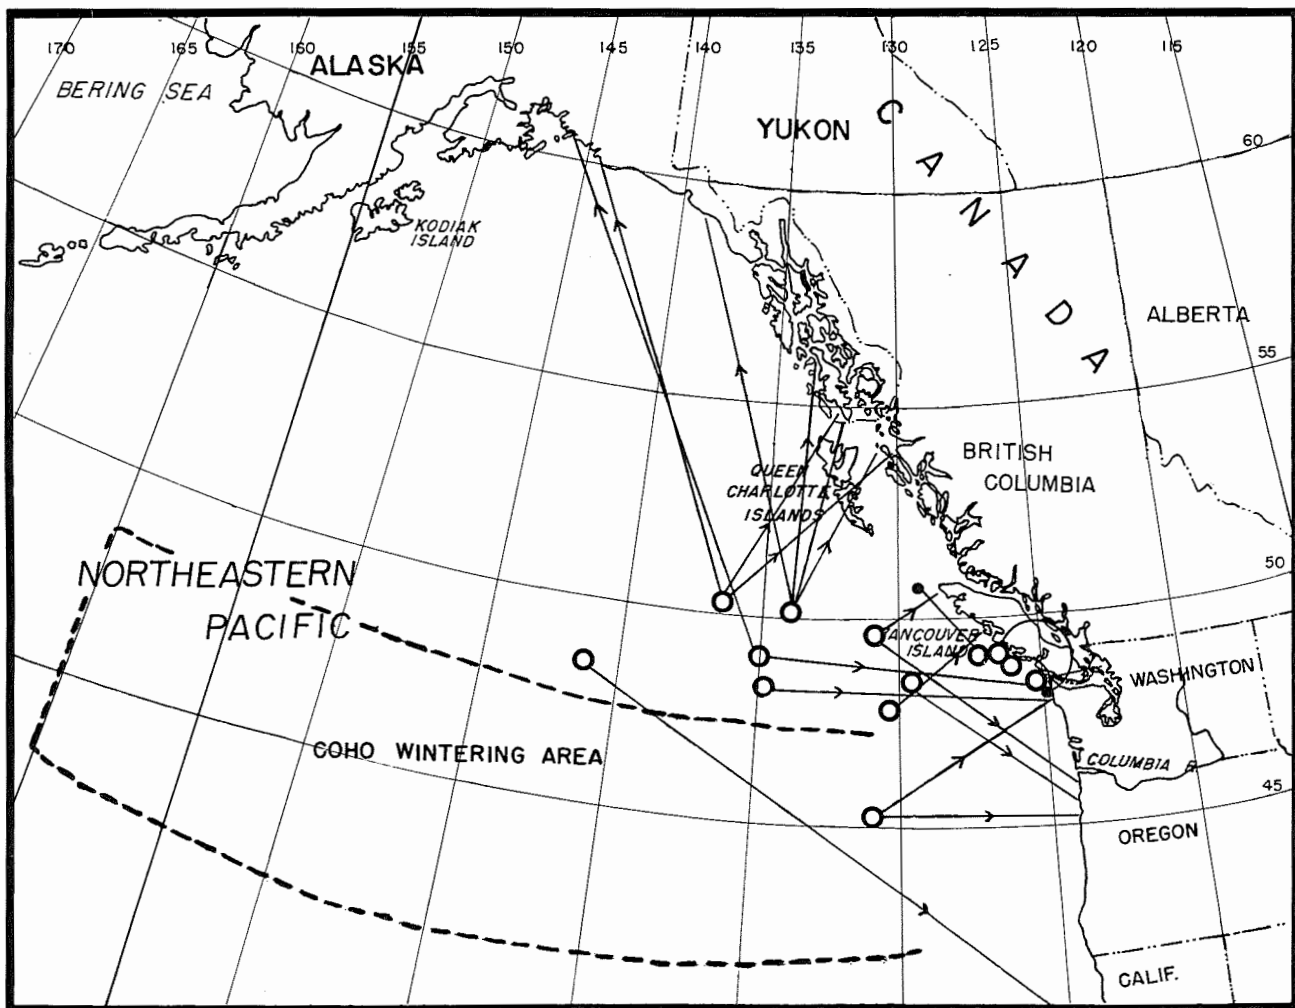 170 165 160 155 150 145 140 135 130 125 120 115
ALASKA
BERING SEA
YUKON
CANADA
60
KODIAK
ISLAND
ALBERTA
55
BRITISH
COLUMBIA
QUEEN
CHARLOTTE
ISLANDS
50
NORTHEASTERN
PACIFIC
VANCOUVER
ISLAND
WASHINGTON
COHO WINTERING AREA
COLUMBIA R
45
OREGON
CALIF.